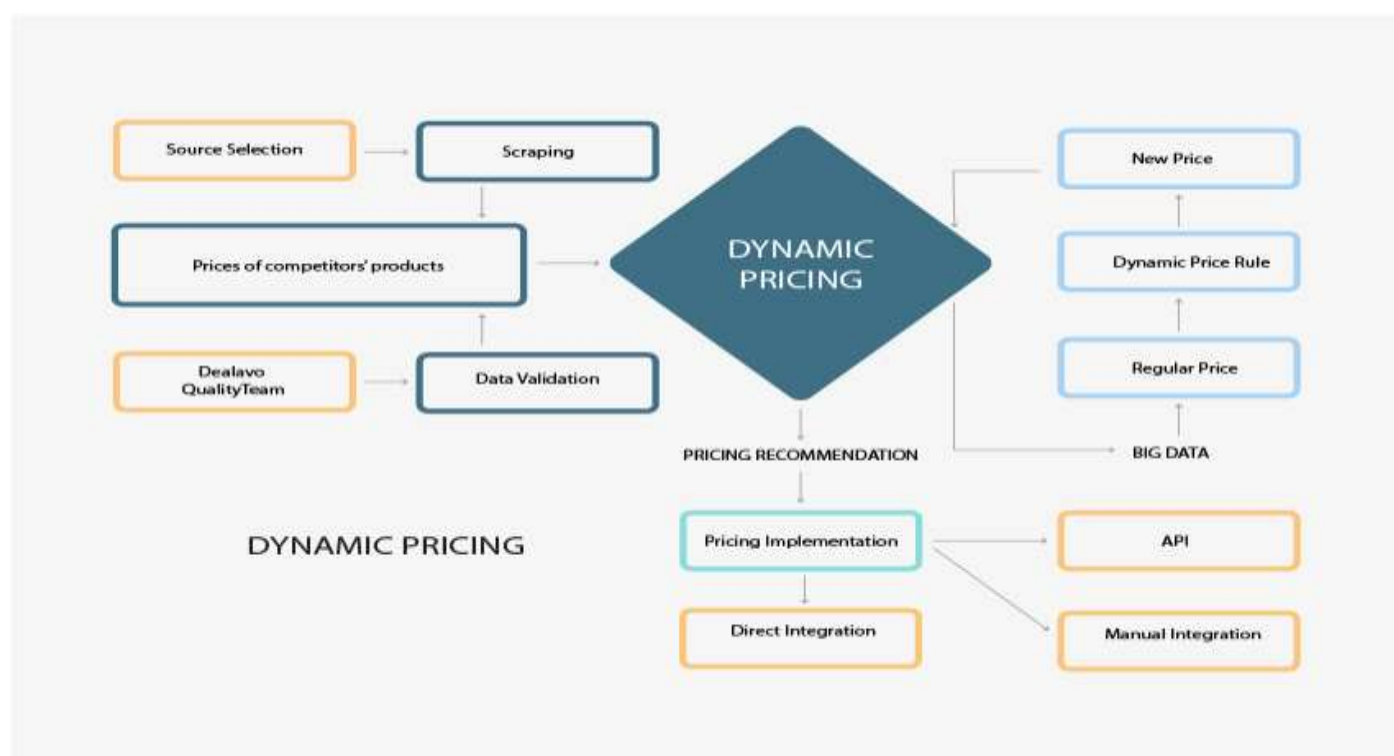 Source Selection
Scraping
Prices of competitors' products
Dealavo
QualityTeam
Data Validation
DYNAMIC
PRICING
New Price
Dynamic Price Rule
Regular Price
BIG DATA
PRICING RECOMMENDATION
Pricing Implementation
API
Direct Integration
Manual Integration
DYNAMIC PRICING